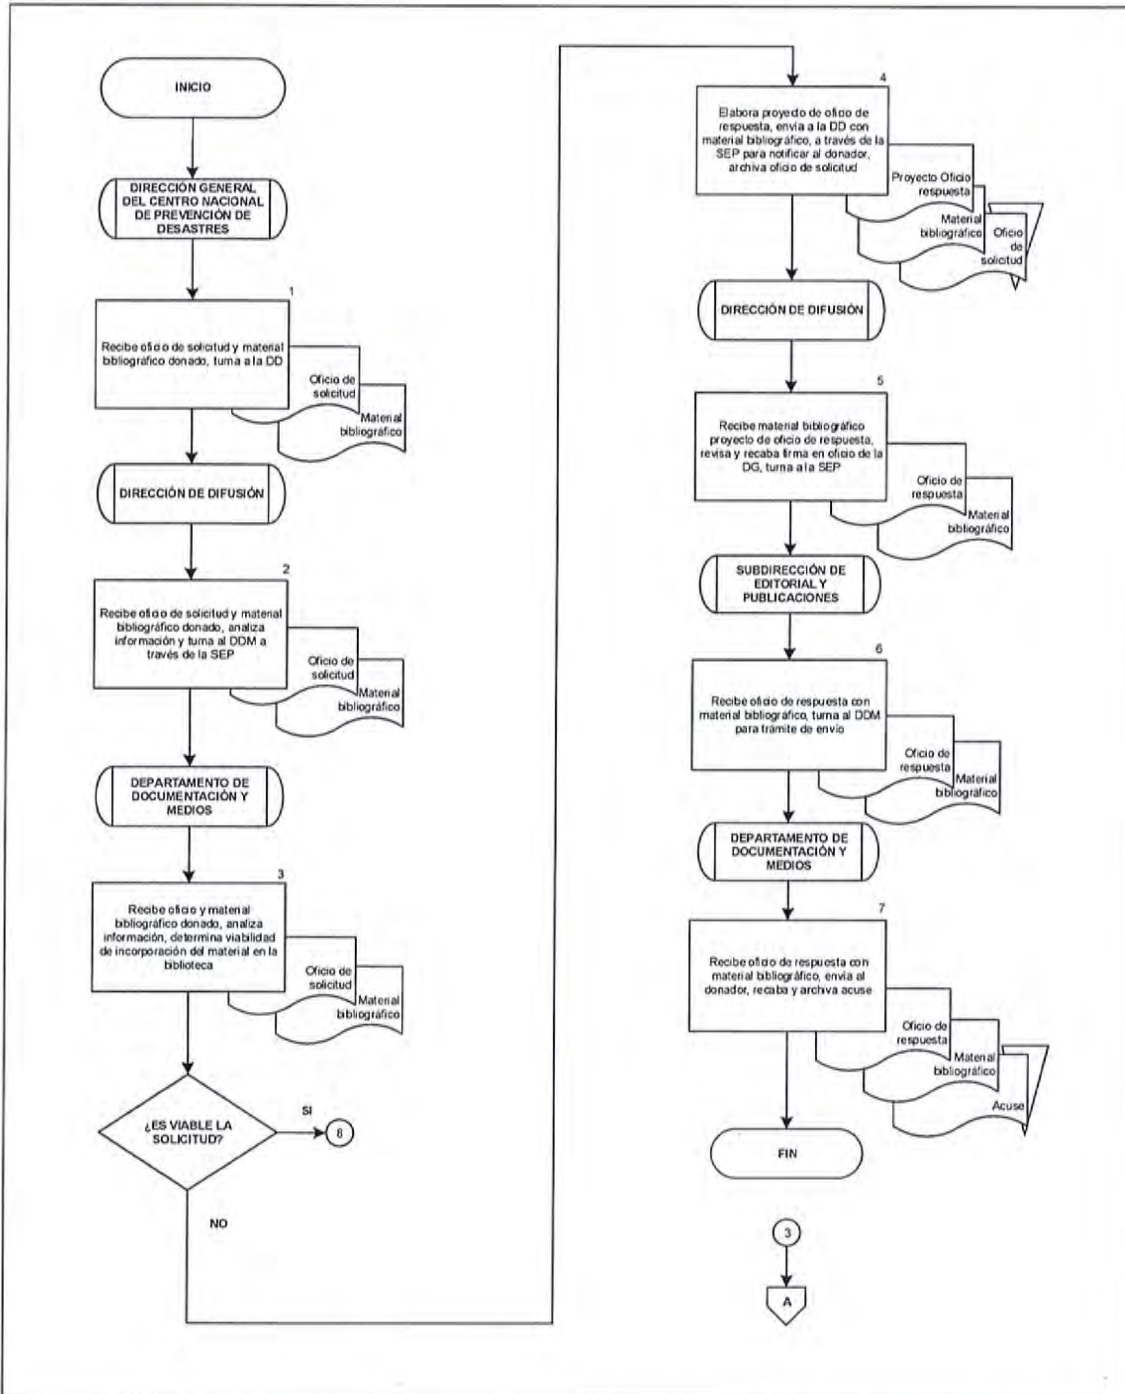 INICIO
DIRECCIÓN GENERAL
DEL CENTRO NACIONAL
DE PREVENCIÓN DE
DESASTRES
1
Recibe oficio de solicitud y material
bibliográfico donado, turna a la DD
Oficio de
solicitud
Material
bibliográfico
DIRECCIÓN DE DIFUSIÓN
2
Recibe oficio de solicitud y material
bibliográfico donado, analiza
información y turna al DDM a
través de la SEP
Oficio de
solicitud
Material
bibliográfico
DEPARTAMENTO DE
DOCUMENTACIÓN Y
MEDIOS
3
Recibe oficio y material
bibliográfico donado, analiza
información, determina viabilidad
de incorporación del material en la
biblioteca
Oficio de
solicitud
Material
bibliográfico
¿ES VIABLE LA
SOLICITUD?
SI
8
NO
4
Elabora proyecto de oficio de
respuesta, envía a la DD con
material bibliográfico, a través de la
SEP para notificar al donador,
archiva oficio de solicitud
Proyecto Oficio
respuesta
Material
bibliográfico
Oficio
de
solicitud
DIRECCIÓN DE DIFUSIÓN
5
Recibe material bibliográfico
proyecto de oficio de respuesta,
revisa y recaba firma en oficio de la
DG, turna a la SEP
Oficio de
respuesta
Material
bibliográfico
SUBDIRECCIÓN DE
EDITORIAL Y
PUBLICACIONES
6
Recibe oficio de respuesta con
material bibliográfico, turna al DDM
para trámite de envío
Oficio de
respuesta
Material
bibliográfico
DEPARTAMENTO DE
DOCUMENTACIÓN Y
MEDIOS
7
Recibe oficio de respuesta con
material bibliográfico, envía al
donador, recaba y archiva acuse
Oficio de
respuesta
Material
bibliográfico
Acuse
FIN
3
A